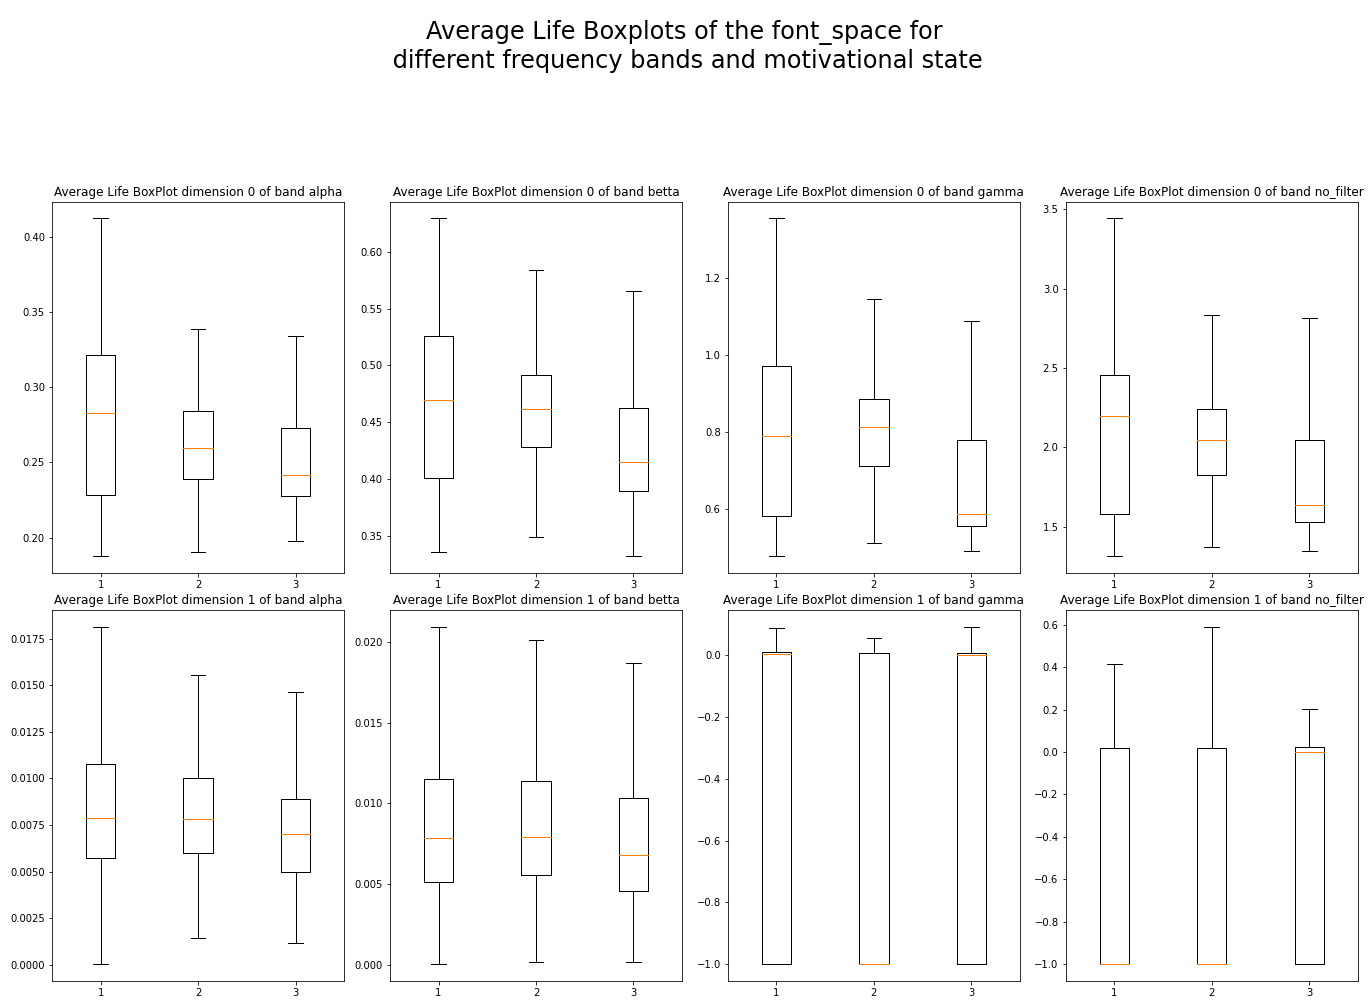 Average Life Boxplots of the font_space for
different frequency bands and motivational state
Average Life BoxPlot dimension 0 of band alpha
0.40
0.35
0.30
0.25
0.20
1 2 3
Average Life BoxPlot dimension 0 of band betta
0.60
0.55
0.50
0.45
0.40
0.35
1 2 3
Average Life BoxPlot dimension 0 of band gamma
1.2
1.0
0.8
0.6
1 2 3
Average Life BoxPlot dimension 0 of band no_filter
3.5
3.0
2.5
2.0
1.5
1 2 3
Average Life BoxPlot dimension 1 of band alpha
0.0175
0.0150
0.0125
0.0100
0.0075
0.0050
0.0025
0.0000
1 2 3
Average Life BoxPlot dimension 1 of band betta
0.020
0.015
0.010
0.005
0.000
1 2 3
Average Life BoxPlot dimension 1 of band gamma
0.0
−0.2
−0.4
−0.6
−0.8
−1.0
1 2 3
Average Life BoxPlot dimension 1 of band no_filter
0.6
0.4
0.2
0.0
−0.2
−0.4
−0.6
−0.8
−1.0
1 2 3